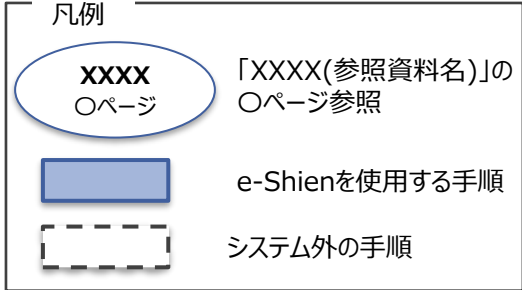 凡例
XXXX
〇ページ
「XXXX(参照資料名)」の
〇ページ参照
e-Shienを使用する手順
システム外の手順